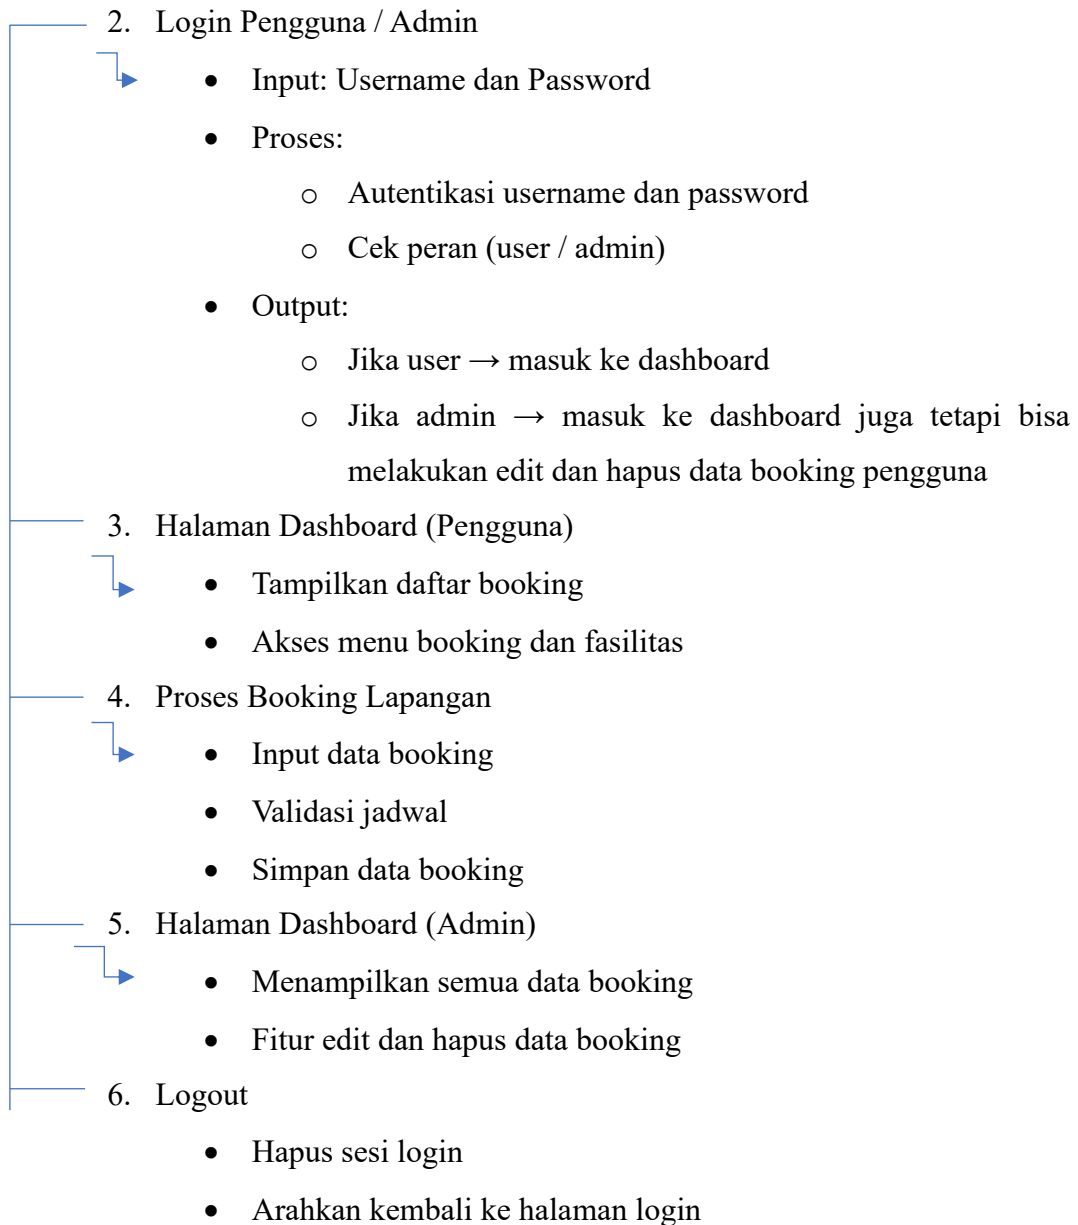 2. Login Pengguna / Admin
• Input: Username dan Password
• Proses:
o Autentikasi username dan password
o Cek peran (user / admin)
• Output:
o Jika user → masuk ke dashboard
o Jika admin → masuk ke dashboard juga tetapi bisa
melakukan edit dan hapus data booking pengguna
3. Halaman Dashboard (Pengguna)
• Tampilkan daftar booking
• Akses menu booking dan fasilitas
4. Proses Booking Lapangan
• Input data booking
• Validasi jadwal
• Simpan data booking
5. Halaman Dashboard (Admin)
• Menampilkan semua data booking
• Fitur edit dan hapus data booking
6. Logout
• Hapus sesi login
• Arahkan kembali ke halaman login